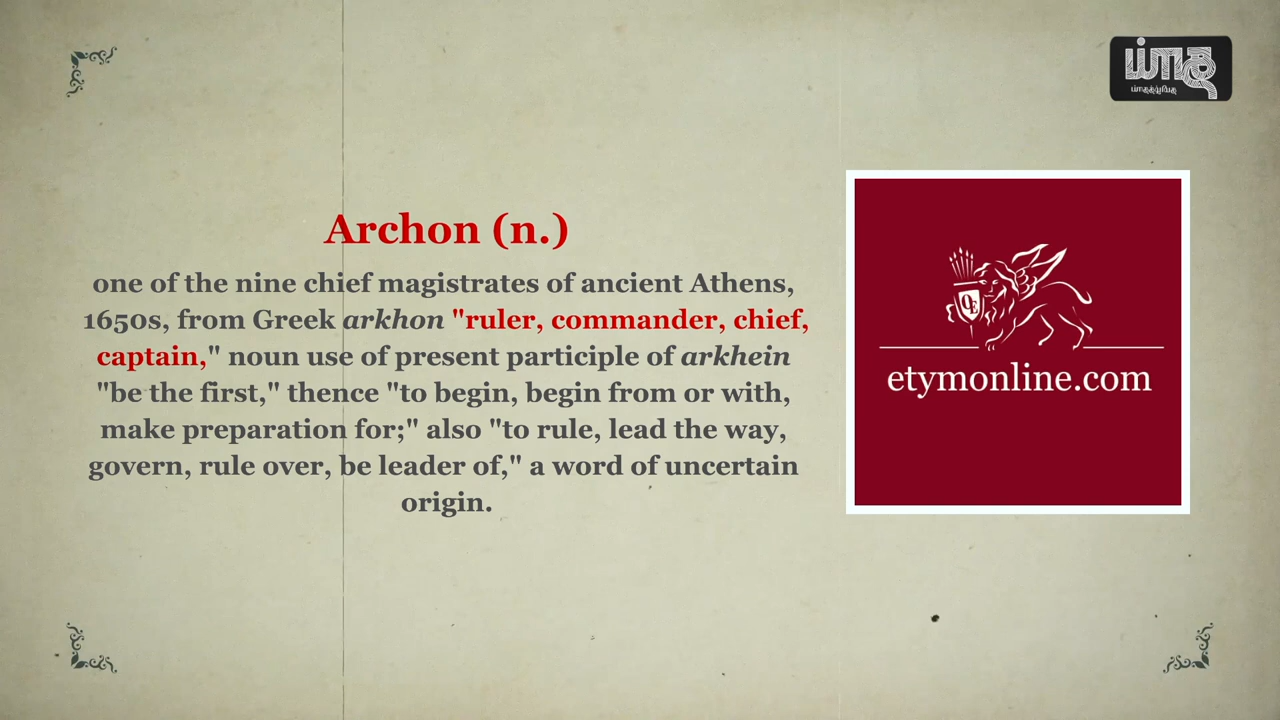 Archon (n.)
one of the nine chief magistrates of ancient Athens,
1650s, from Greek arkhon "ruler, commander, chief,
captain," noun use of present participle of arkhein
"be the first," thence "to begin, begin from or with,
make preparation for;" also "to rule, lead the way,
govern, rule over, be leader of," a word of uncertain
origin.
OE
etymonline.com